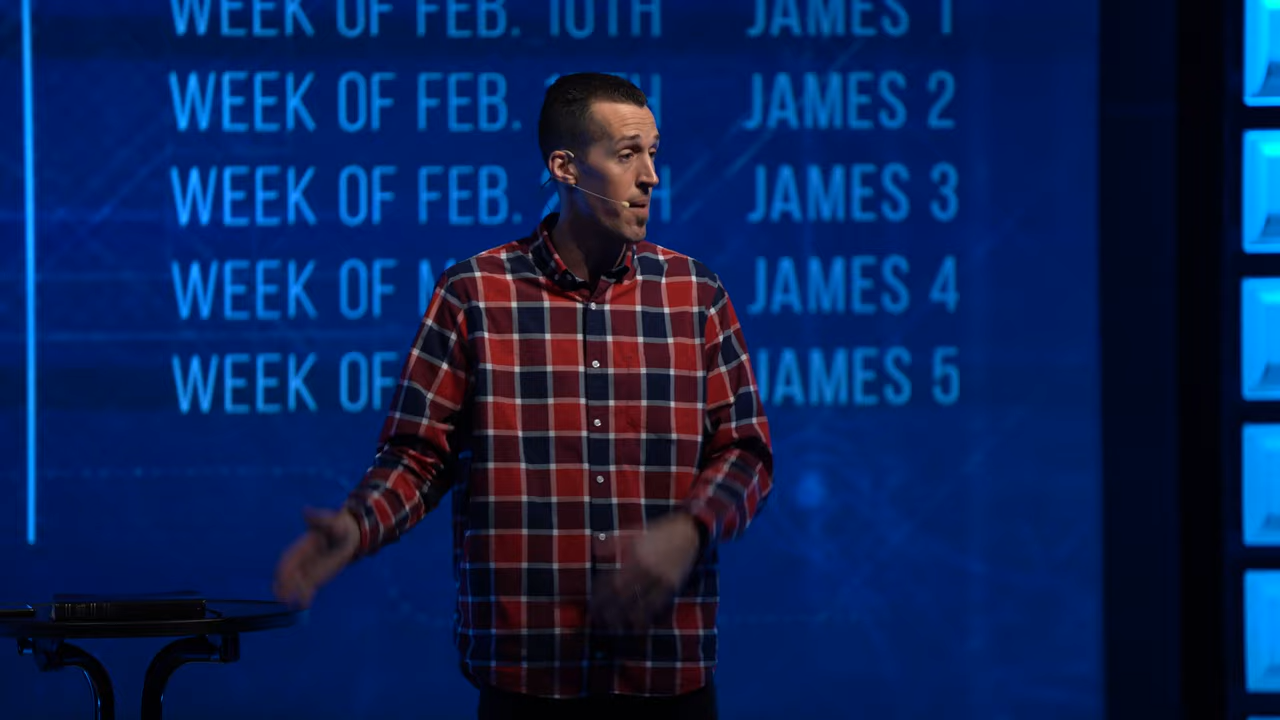 WEEK OF FEB. 10TH JAMES 1
WEEK OF FEB. JAMES 2
WEEK OF FEB. JAMES 3
WEEK OF JAMES 4
WEEK OF JAMES 5